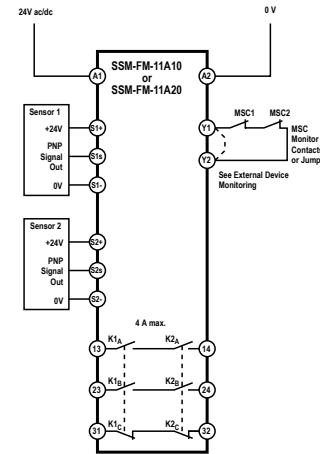 24V ac/dc
0 V
A1
SSM-FM-11A10
or
SSM-FM-11A20
A2
Sensor 1
+24V
PNP
Signal
Out
0V
S1+
S1s
S1-
Y1
Y2
MSC1 MSC2
MSC
Monitor
Contacts
or Jump
See External Device
Monitoring
Sensor 2
+24V
PNP
Signal
Out
0V
S2+
S2s
S2-
4 A max.
13 K1A K2A 14
23 K1B K2B 24
31 K1C K2C 32